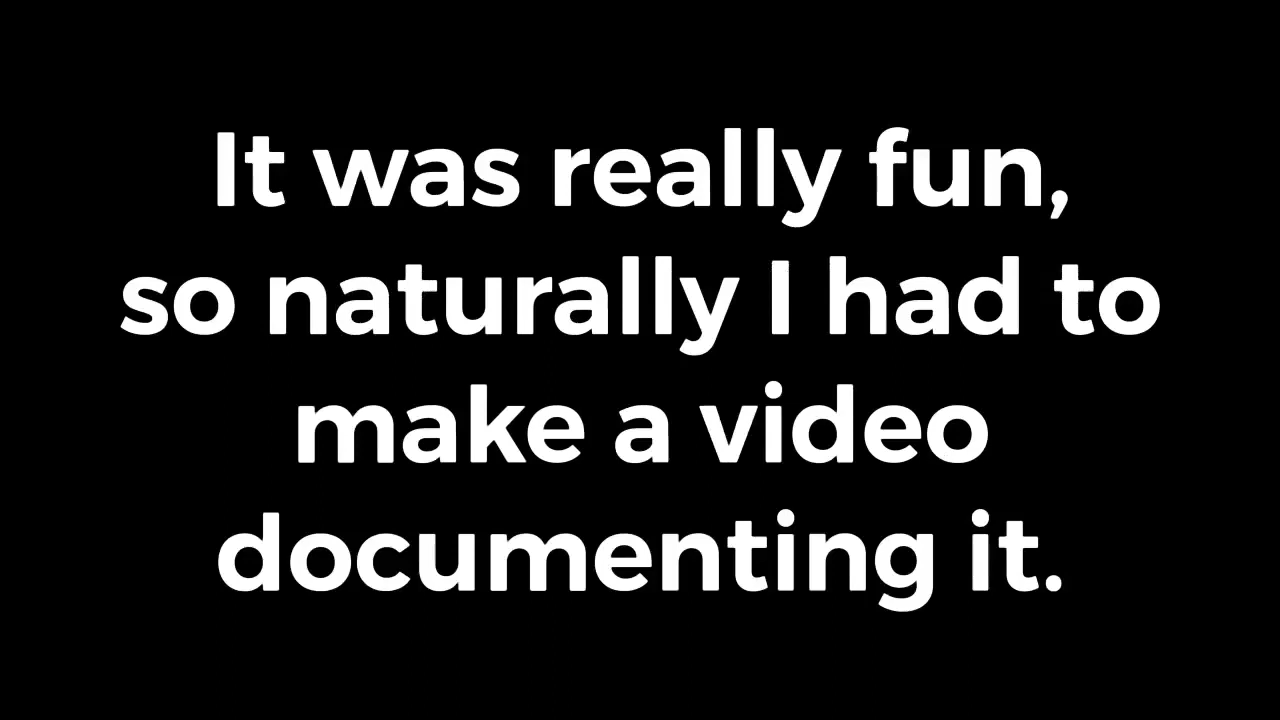 It was really fun,
so naturally I had to
make a video
documenting it.